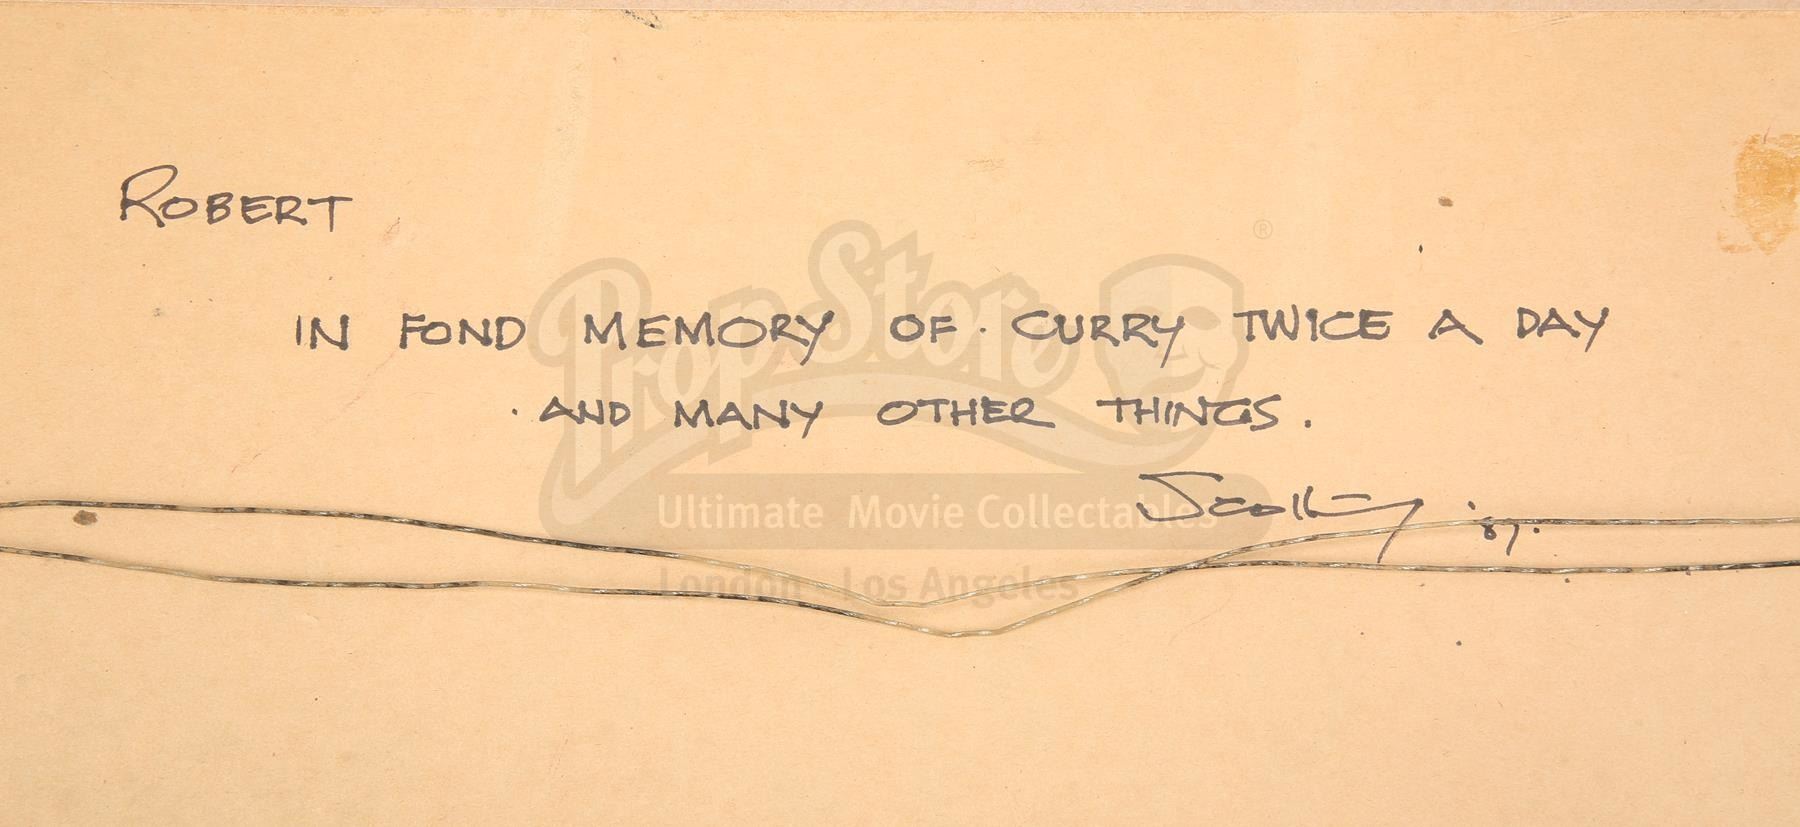 ROBERT
IN FOND MEMORY OF. CURRY TWICE A DAY
. AND MANY OTHER THINGS.
'87.
Prop Store ®
Ultimate Movie Collectables
London - Los Angeles